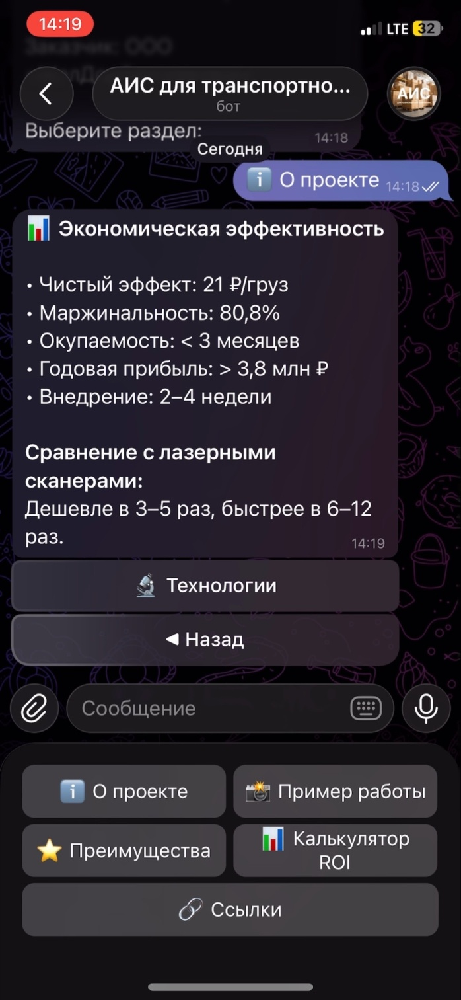 14:19
LTE 32
Заказчик: ООО
АИС для транспортно...
бот
АИС
Выберите раздел:
14:18
Сегодня
О проекте 14:18
Экономическая эффективность
• Чистый эффект: 21 ₽/груз
• Маржинальность: 80,8%
• Окупаемость: < 3 месяцев
• Годовая прибыль: > 3,8 млн ₽
• Внедрение: 2–4 недели
Сравнение с лазерными
сканерами:
Дешевле в 3–5 раз, быстрее в 6–12
раз.
14:19
Технологии
Назад
Сообщение
О проекте
Пример работы
Преимущества
Калькулятор
ROI
Ссылки